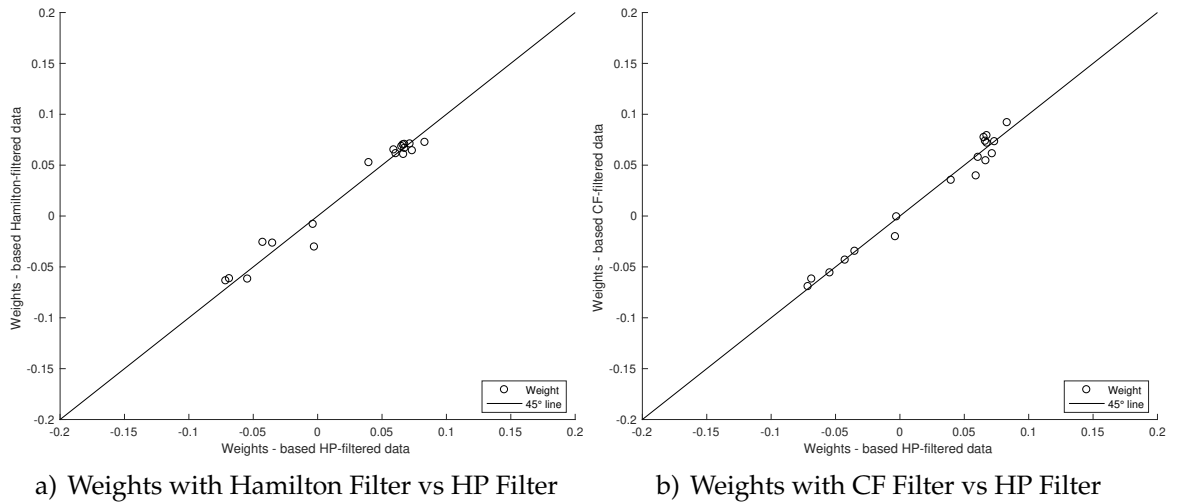 0.2
0.15
0.1
0.05
0
-0.05
-0.1
-0.15
-0.2
Weights - based Hamilton-filtered data
-0.2 -0.15 -0.1 -0.05 0 0.05 0.1 0.15 0.2
Weights - based HP-filtered data
Weight
45° line
a) Weights with Hamilton Filter vs HP Filter
0.2
0.15
0.1
0.05
0
-0.05
-0.1
-0.15
-0.2
Weights - based CF-filtered data
-0.2 -0.15 -0.1 -0.05 0 0.05 0.1 0.15 0.2
Weights - based HP-filtered data
Weight
45° line
b) Weights with CF Filter vs HP Filter